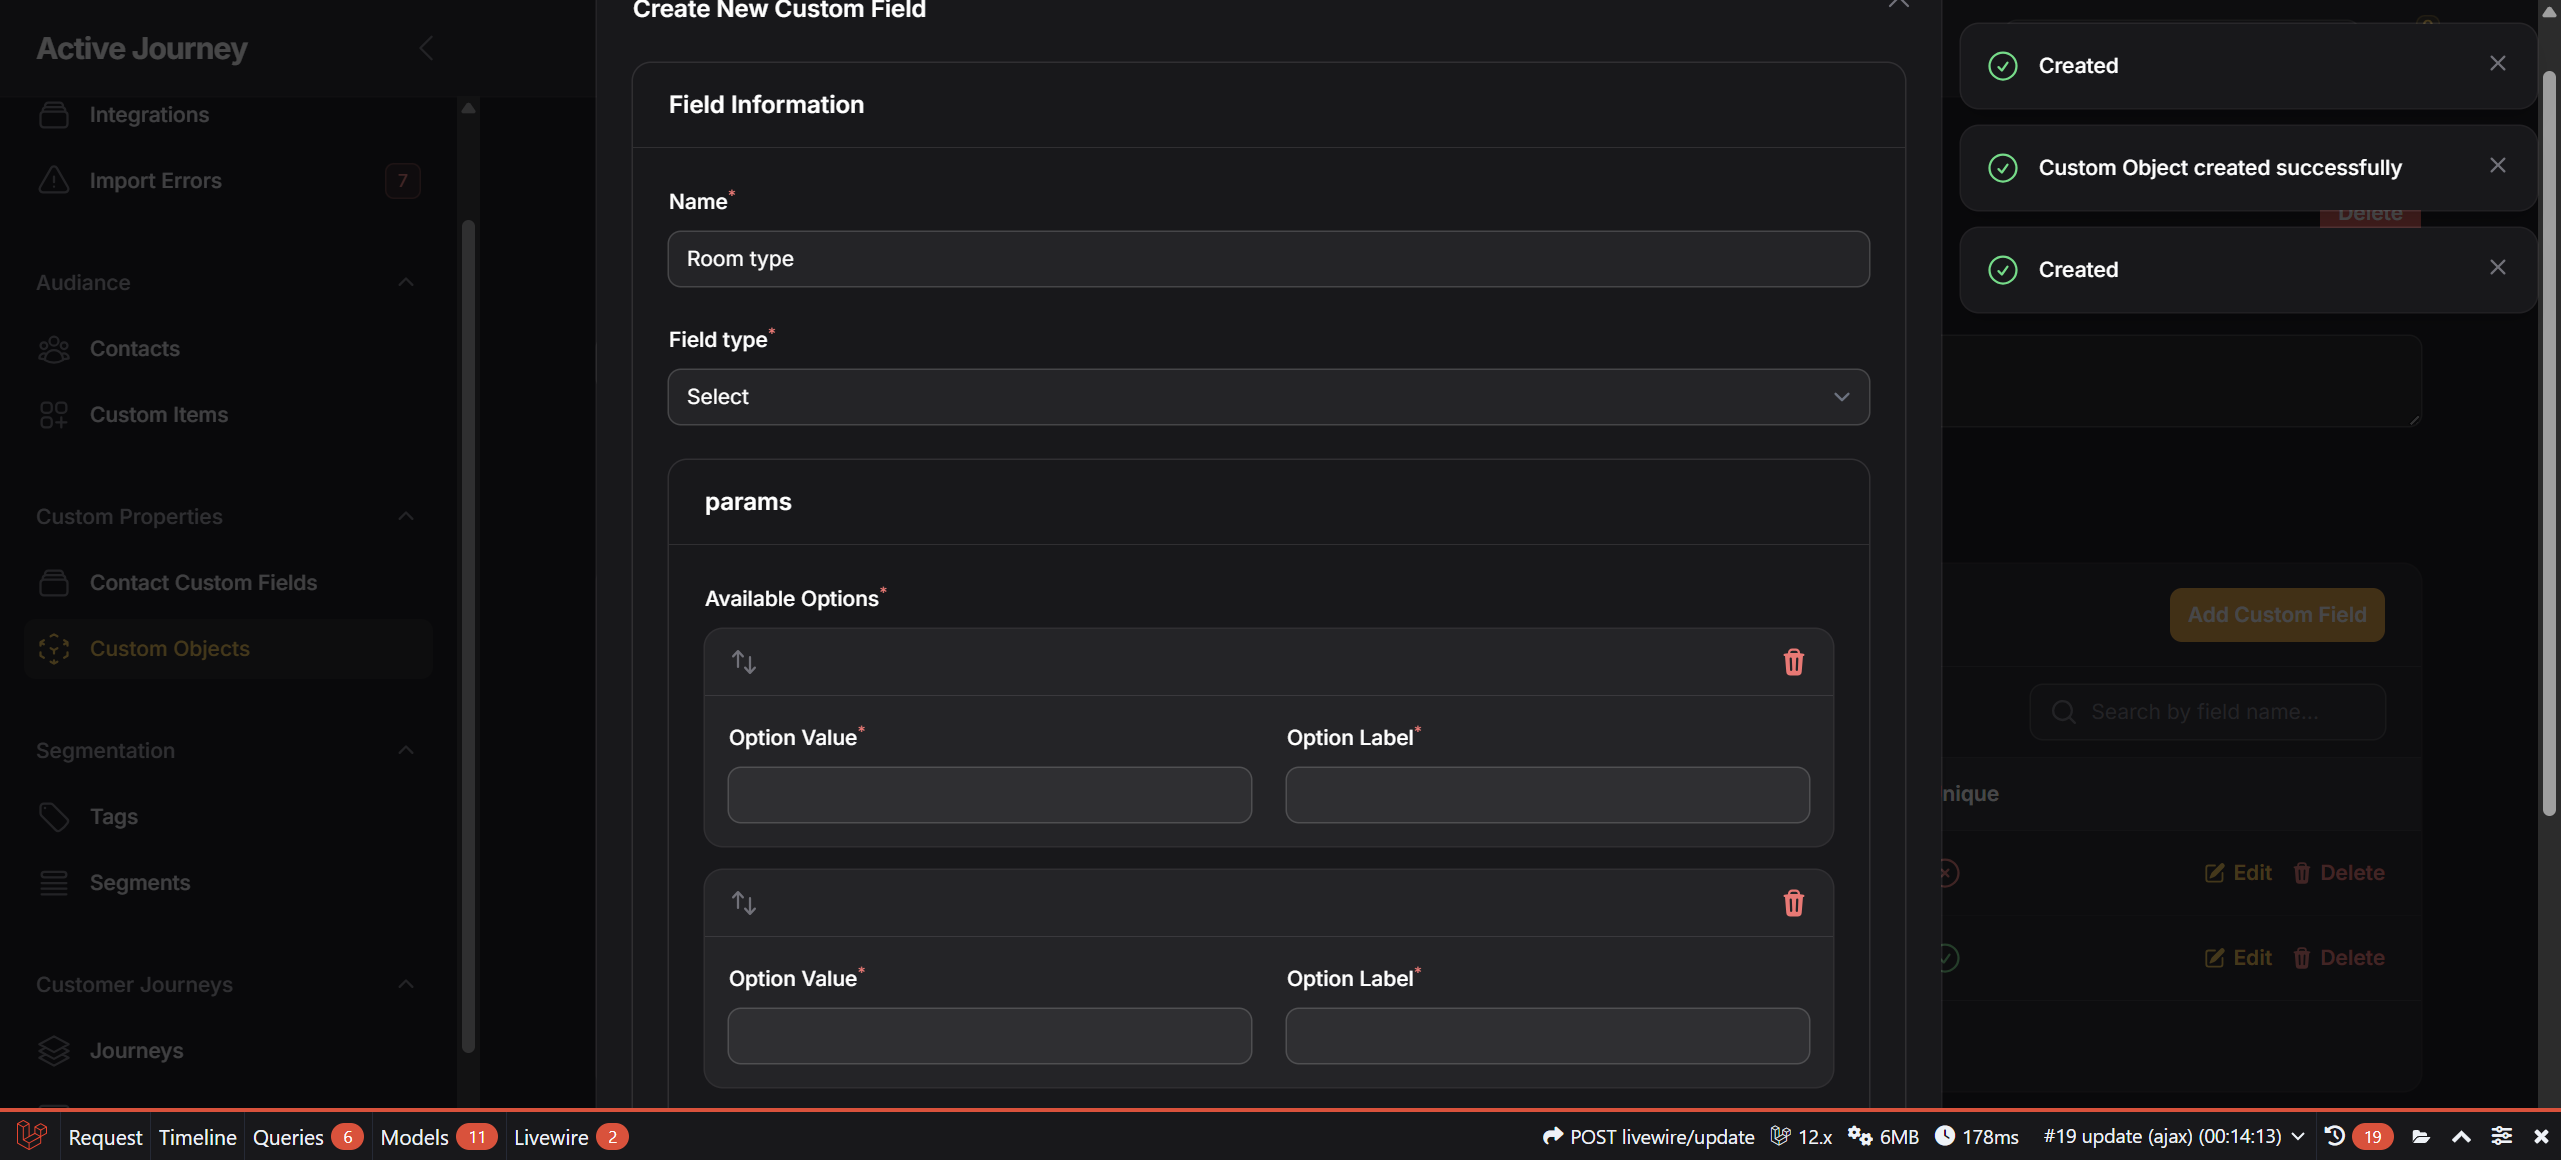 Active Journey
Integrations
Import Errors 7
Audiance
Contacts
Custom Items
Custom Properties
Contact Custom Fields
Custom Objects
Segmentation
Tags
Segments
Customer Journeys
Journeys
Create New Custom Field
Field Information
Name*
Room type
Field type*
Select
params
Available Options*
Option Value* Option Label*
Option Value* Option Label*
Created
Custom Object created successfully
Delete
Created
Add Custom Field
Search by field name...
nique
Edit Delete
Edit Delete
Request Timeline Queries 6 Models 11 Livewire 2 POST livewire/update 12.x 6MB 178ms #19 update (ajax) (00:14:13) 19